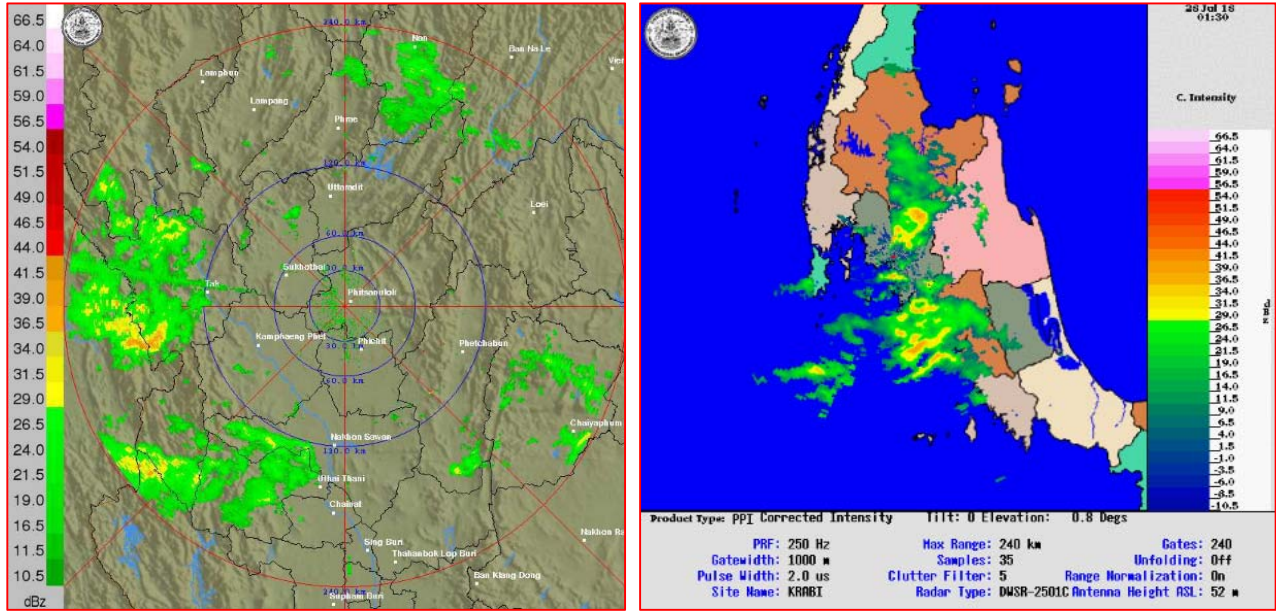 66.5
64.0
61.5
59.0
56.5
54.0
51.5
49.0
46.5
44.0
41.5
39.0
36.5
34.0
31.5
29.0
26.5
24.0
21.5
19.0
16.5
14.0
10.5
dBz
240.0 km
Nan
Ban Na Le
Lamphun
Lampang
Phrae
120.0 km
Uttaradit
Loei
60.0 km
30.0 km
Sukhothai
Tak
Phitsanulok
Kamphaeng Phet
30.0 km
Phichit
Phetchabun
60.0 km
Chaiyaphum
Nakhon Sawan
Uthai Thani
Chainat
Sing Buri
Thahanbok Lop Buri
Ban Klang Dong
Suphan Buri
240.0 km
01:30
C. Intensity
66.5
64.0
61.5
59.0
56.5
54.0
51.5
49.0
46.5
44.0
41.5
39.0
36.5
34.0
31.5
29.0
26.5
24.0
21.5
19.0
16.5
14.0
11.5
9.0
6.5
4.0
1.5
-1.0
-3.5
-6.0
-8.5
-10.5
Product Type: PPI Corrected Intensity Tilt: 0 Elevation: 0.8 Degs
PRF: 250 Hz Max Range: 240 km Gates: 240
Gatewidth: 1000 m Samples: 35 Unfolding: Off
Pulse Width: 2.0 us Clutter Filter: 5 Range Normalization: On
Site Name: KRABI Radar Type: DWSR-2501C Antenna Height ASL: 52 m